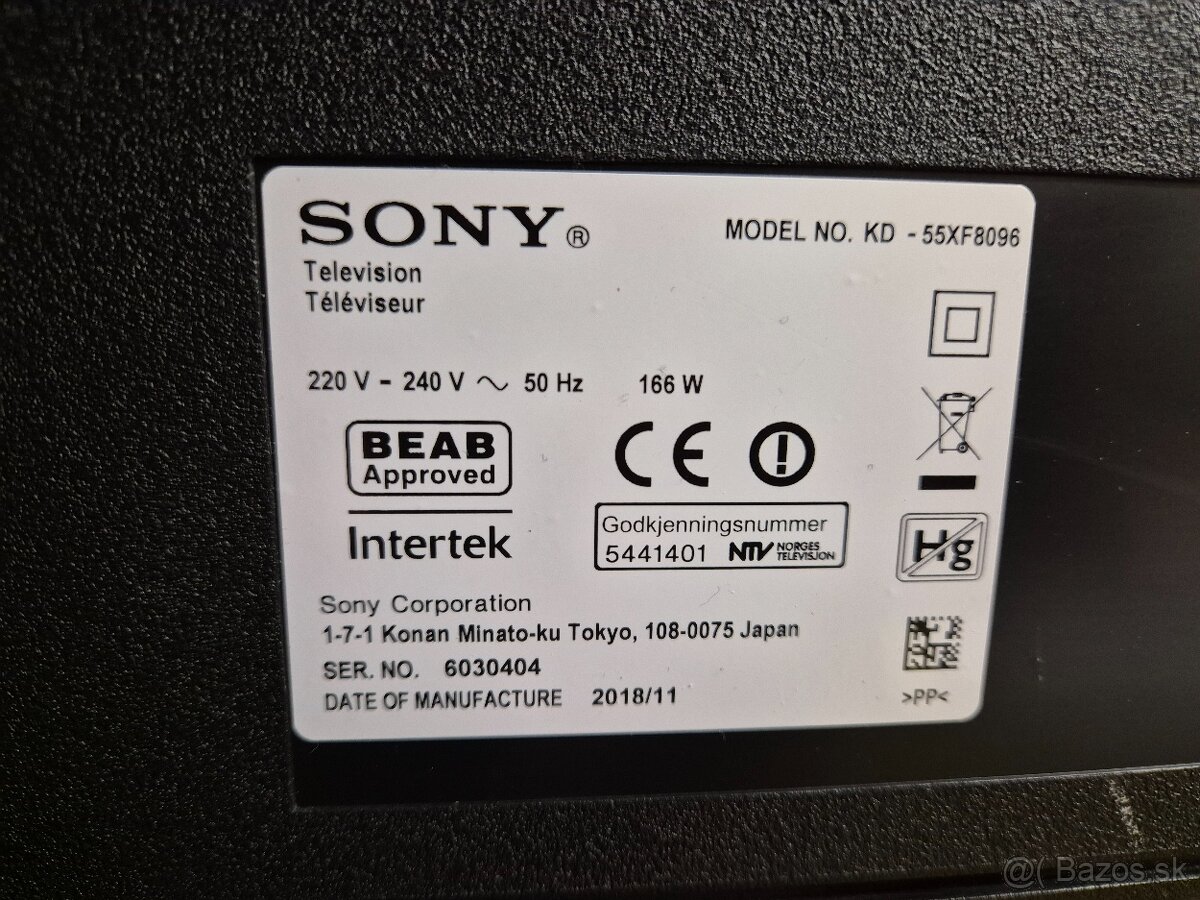 SONY®
MODEL NO. KD - 55XF8096
Television
Téléviseur
220 V - 240 V ~ 50 Hz 166 W
BEAB
Approved
Intertek
CE
Godkjenningsnummer
5441401 NTV NORGES TELEVISJON
Hg
Sony Corporation
1-7-1 Konan Minato-ku Tokyo, 108-0075 Japan
SER. NO. 6030404
DATE OF MANUFACTURE 2018/11
>PP<
@( Bazos.sk